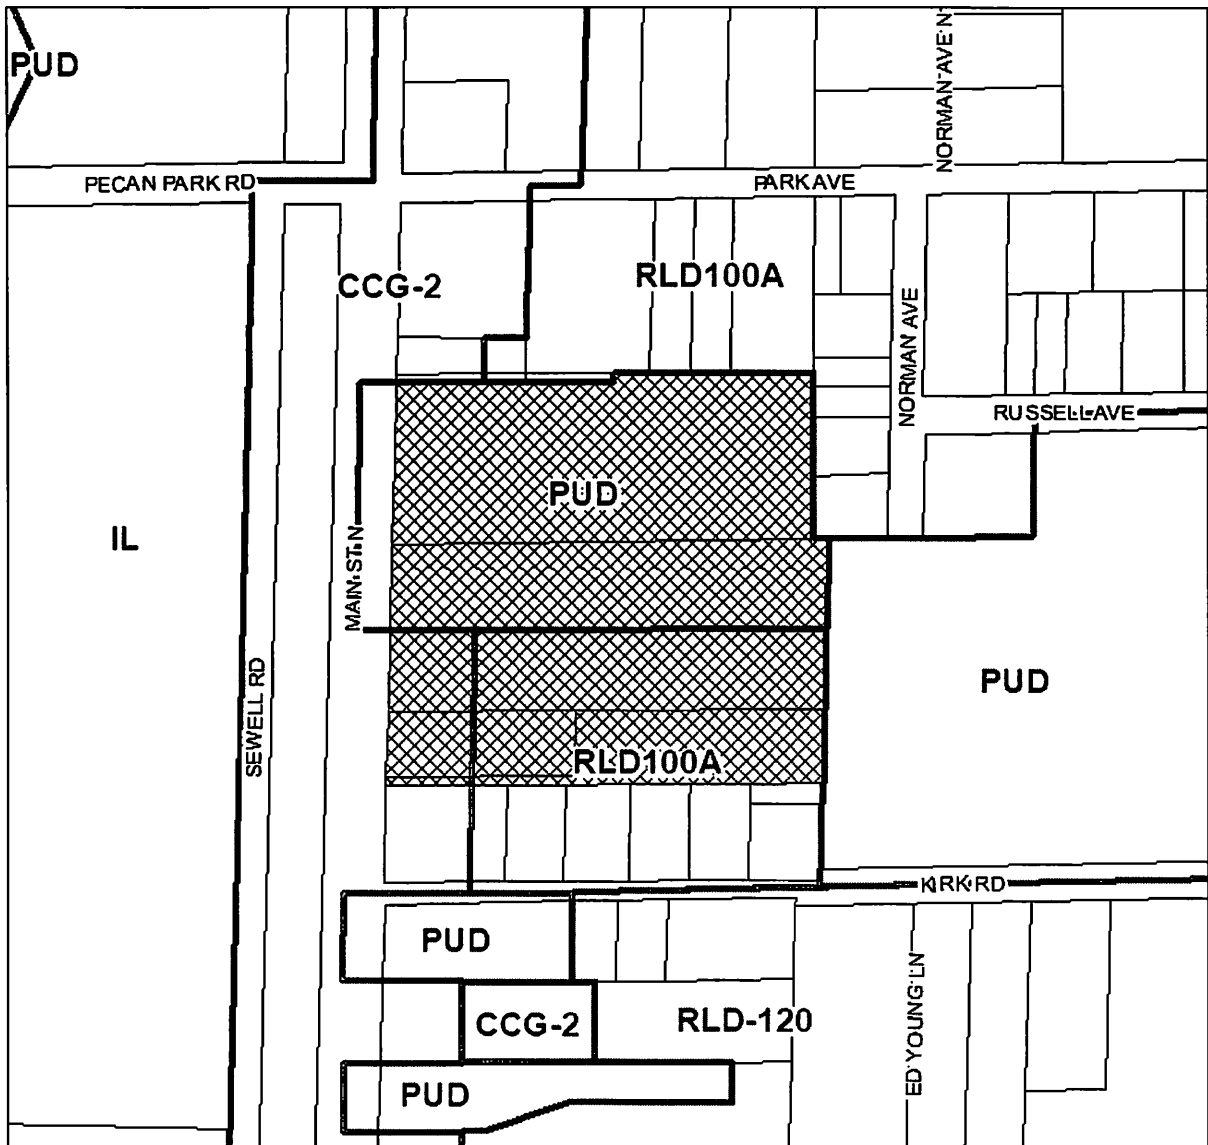 PUD
NORMAN AVE N
PECAN PARK RD
PARK AVE
CCG-2
RLD100A
NORMAN AVE
RUSSELL AVE
PUD
IL
MAIN ST N
SEWELL RD
PUD
RLD100A
KIRK RD
PUD
ED YOUNG LN
CCG-2
RLD-120
PUD